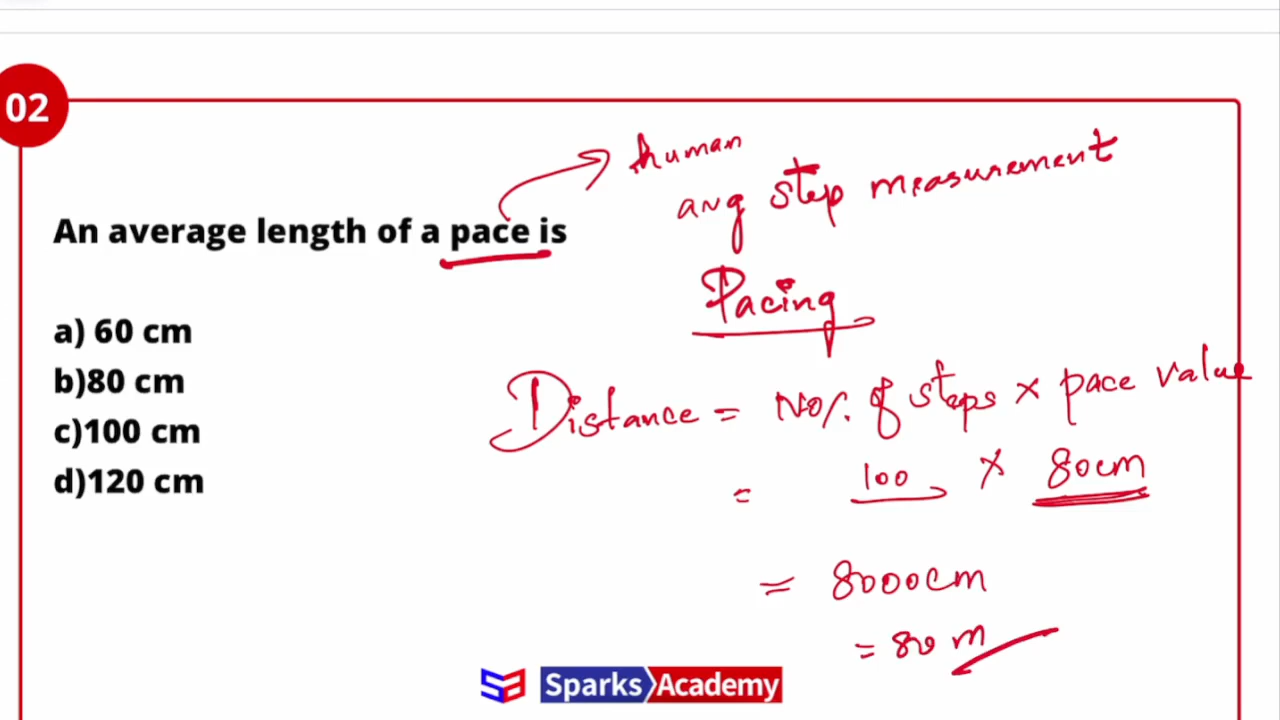 02
human
avg step measurement
An average length of a pace is
Pacing
a) 60 cm
b)80 cm
c)100 cm
d)120 cm
Distance = No/. of steps × pace value
= 100 × 80cm
= 8000cm
= 80 m
Sparks Academy